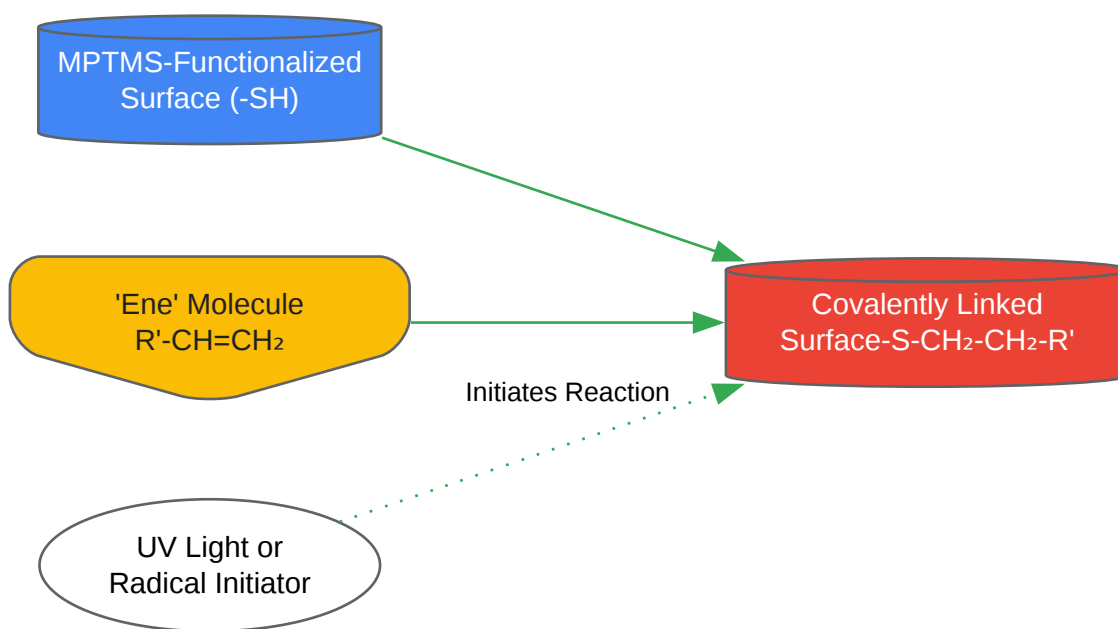 MPTMS-Functionalized
Surface (-SH)
'Ene' Molecule
R'-CH=CH₂
Covalently Linked
Surface-S-CH₂-CH₂-R'
Initiates Reaction
UV Light or
Radical Initiator